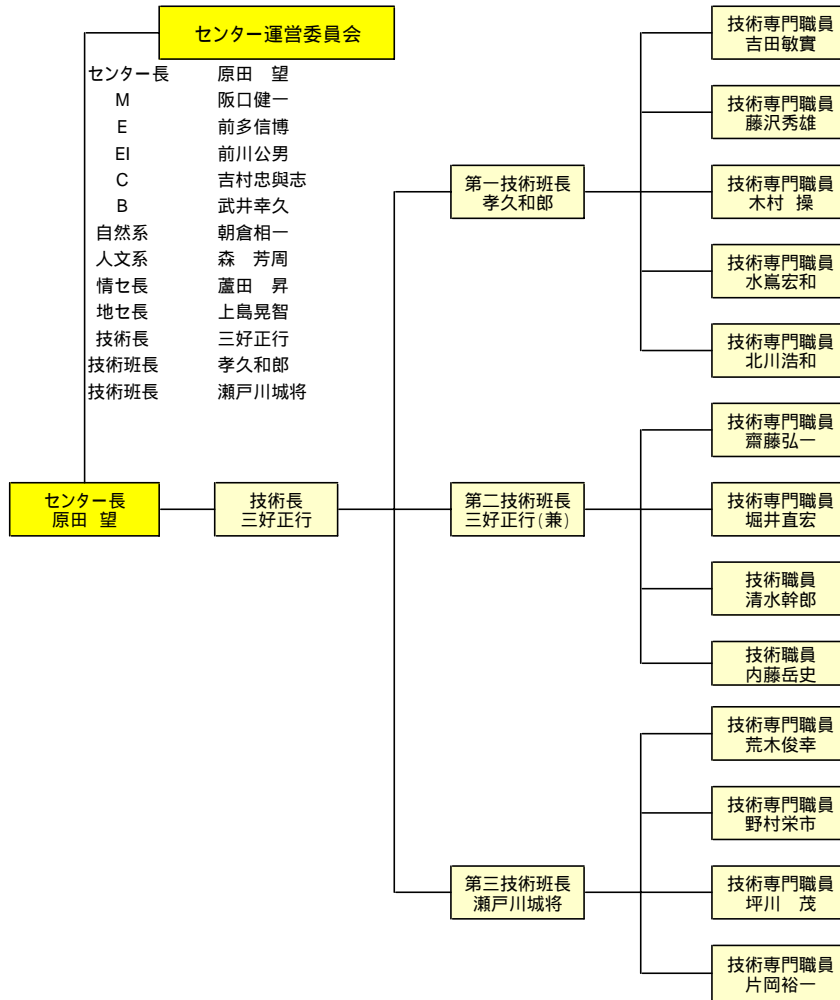 センター運営委員会
センター長 原田 望
M 阪口健一
E 前多信博
EI 前川公男
C 吉村忠與志
B 武井幸久
自然系 朝倉相一
人文系 森 芳周
情セ長 蘆田 昇
地セ長 上島晃智
技術長 三好正行
技術班長 孝久和郎
技術班長 瀬戸川城将
センター長
原田 望
技術長
三好正行
第一技術班長
孝久和郎
技術専門職員
吉田敏實
技術専門職員
藤沢秀雄
技術専門職員
木村 操
技術専門職員
水嶌宏和
技術専門職員
北川浩和
第二技術班長
三好正行(兼)
技術専門職員
齋藤弘一
技術専門職員
堀井直宏
技術職員
清水幹郎
技術職員
内藤岳史
第三技術班長
瀬戸川城将
技術専門職員
荒木俊幸
技術専門職員
野村栄市
技術専門職員
坪川 茂
技術専門職員
片岡裕一